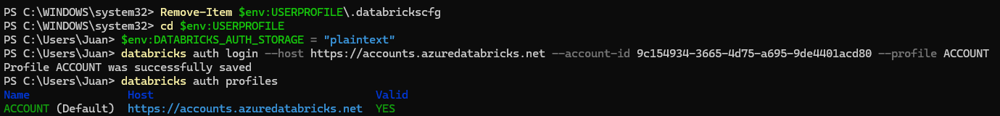 PS C:\WINDOWS\system32> Remove-Item $env:USERPROFILE\.databrickscfg
PS C:\WINDOWS\system32> cd $env:USERPROFILE
PS C:\Users\Juan> $env:DATABRICKS_AUTH_STORAGE = "plaintext"
PS C:\Users\Juan> databricks auth login --host https://accounts.azuredatabricks.net --account-id 9c154934-3665-4d75-a695-9de4401acd80 --profile ACCOUNT
Profile ACCOUNT was successfully saved
PS C:\Users\Juan> databricks auth profiles
Name Host Valid
ACCOUNT (Default) https://accounts.azuredatabricks.net YES